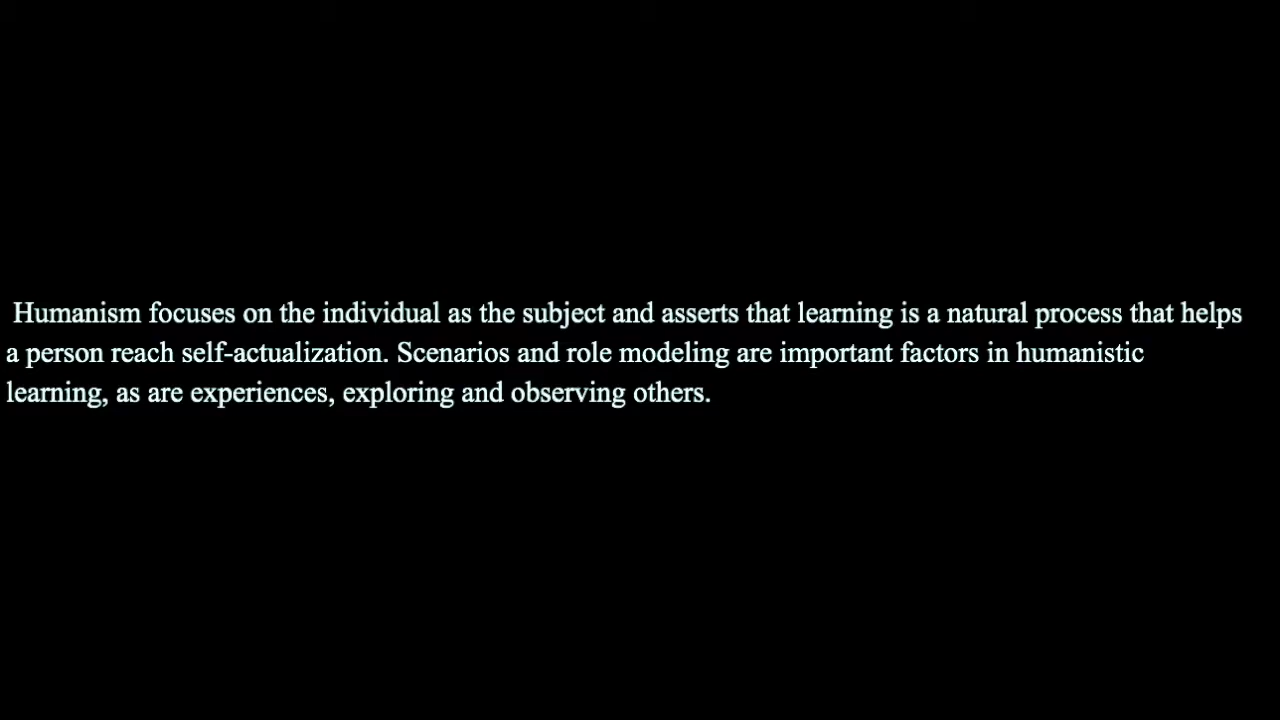 Humanism focuses on the individual as the subject and asserts that learning is a natural process that helps
a person reach self-actualization. Scenarios and role modeling are important factors in humanistic
learning, as are experiences, exploring and observing others.